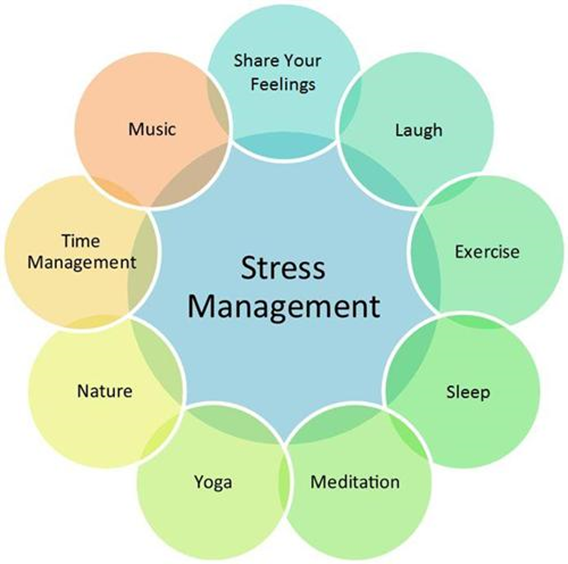 Share Your
Feelings
Laugh
Exercise
Sleep
Meditation
Yoga
Nature
Time
Management
Music
Stress
Management